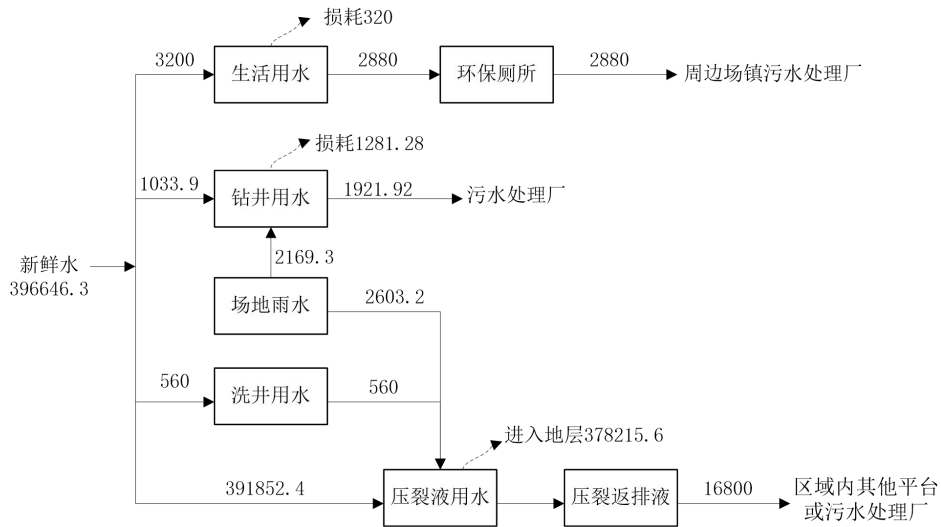 损耗320
3200
生活用水
2880
环保厕所
2880
周边场镇污水处理厂
损耗1281.28
1033.9
钻井用水
1921.92
污水处理厂
2169.3
新鲜水
396646.3
场地雨水
2603.2
560
洗井用水
560
进入地层378215.6
391852.4
压裂液用水
压裂返排液
16800
区域内其他平台
或污水处理厂